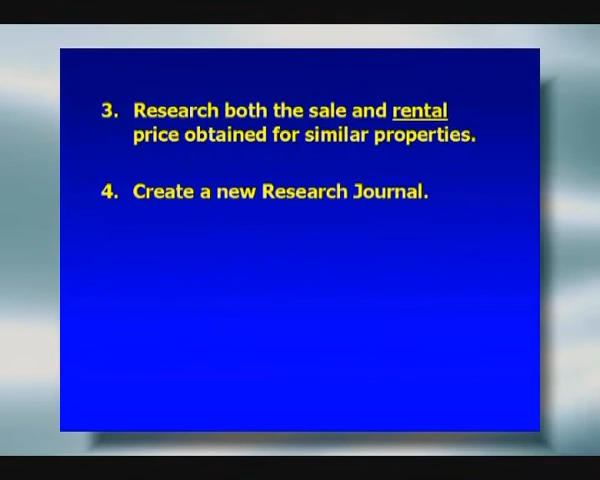 3. Research both the sale and rental
price obtained for similar properties.
4. Create a new Research Journal.